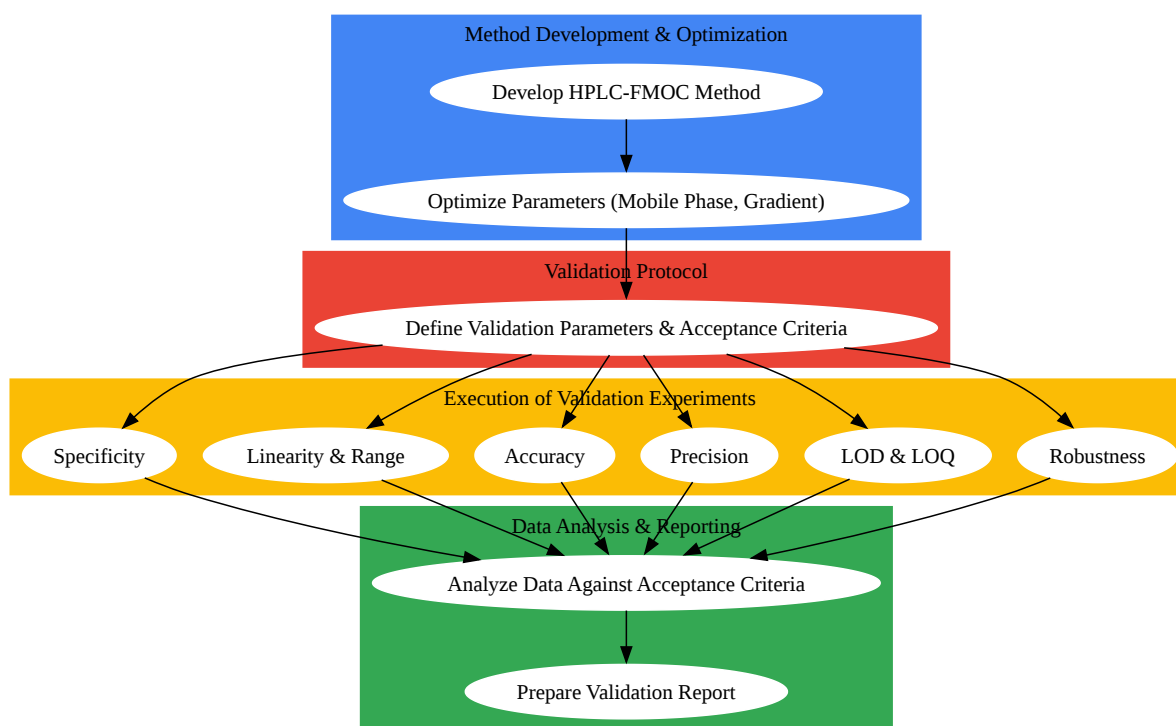 Method Development & Optimization
Develop HPLC-FMOC Method
Optimize Parameters (Mobile Phase, Gradient)
Validation Protocol
Define Validation Parameters & Acceptance Criteria
Execution of Validation Experiments
Specificity
Linearity & Range
Accuracy
Precision
LOD & LOQ
Robustness
Data Analysis & Reporting
Analyze Data Against Acceptance Criteria
Prepare Validation Report